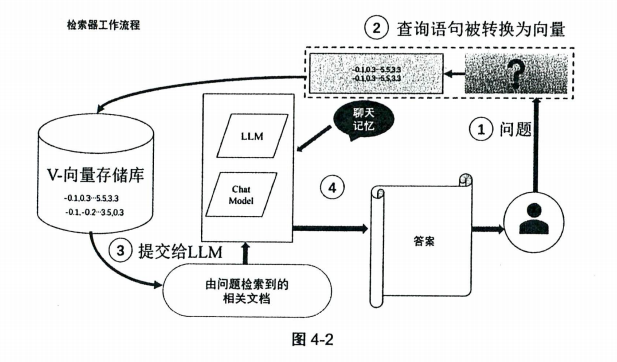 检索器工作流程
② 查询语句被转换为向量
-0.1,0.3···5.5,3.3
-0.1,0.3···5.5,3.3
?
① 问题
聊天
记忆
LLM
Chat
Model
V-向量存储库
-0.1,0.3···5.5,3.3
-0.1,-0.2···3.5,0.3
③ 提交给LLM
④
答案
由问题检索到的
相关文档
图 4-2